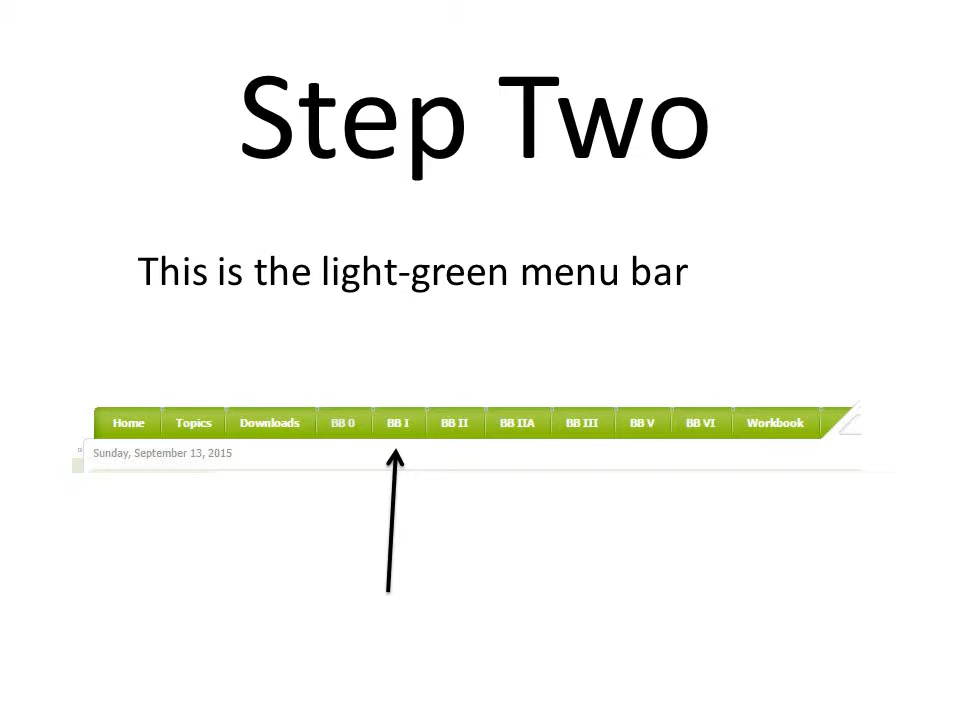 Step Two
This is the light-green menu bar
Home Topics Downloads BB 0 BB I BB II BB IIA BB III BB V BB VI Workbook
Sunday, September 13, 2015